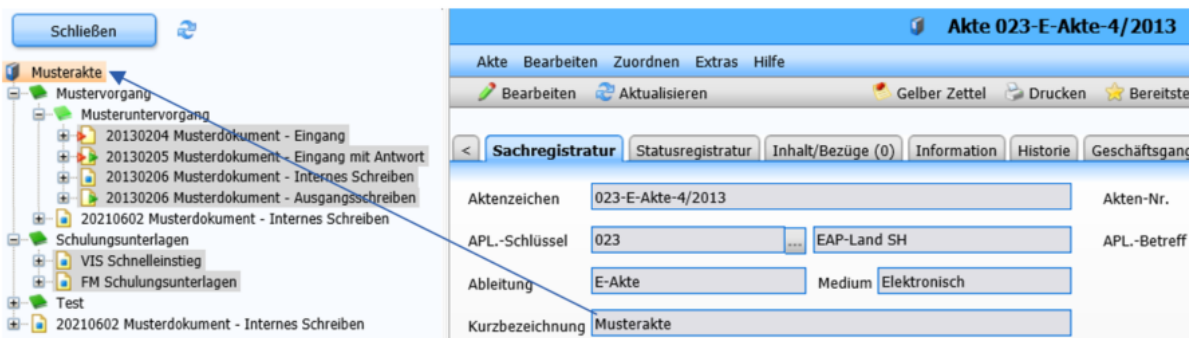 Schließen
Musterakte
Mustervorgang
Musteruntervorgang
20130204 Musterdokument - Eingang
20130205 Musterdokument - Eingang mit Antwort
20130206 Musterdokument - Internes Schreiben
20130206 Musterdokument - Ausgangsschreiben
20210602 Musterdokument - Internes Schreiben
Schulungsunterlagen
VIS Schnelleinstieg
FM Schulungsunterlagen
Test
20210602 Musterdokument - Internes Schreiben
Akte 023-E-Akte-4/2013
Akte Bearbeiten Zuordnen Extras Hilfe
Bearbeiten Aktualisieren Gelber Zettel Drucken Bereitste
< Sachregistratur Statusregistratur Inhalt/Bezüge (0) Information Historie Geschäftsgang
Aktenzeichen 023-E-Akte-4/2013 Akten-Nr.
APL.-Schlüssel 023 ... EAP-Land SH APL.-Betreff
Ableitung E-Akte Medium Elektronisch
Kurzbezeichnung Musterakte